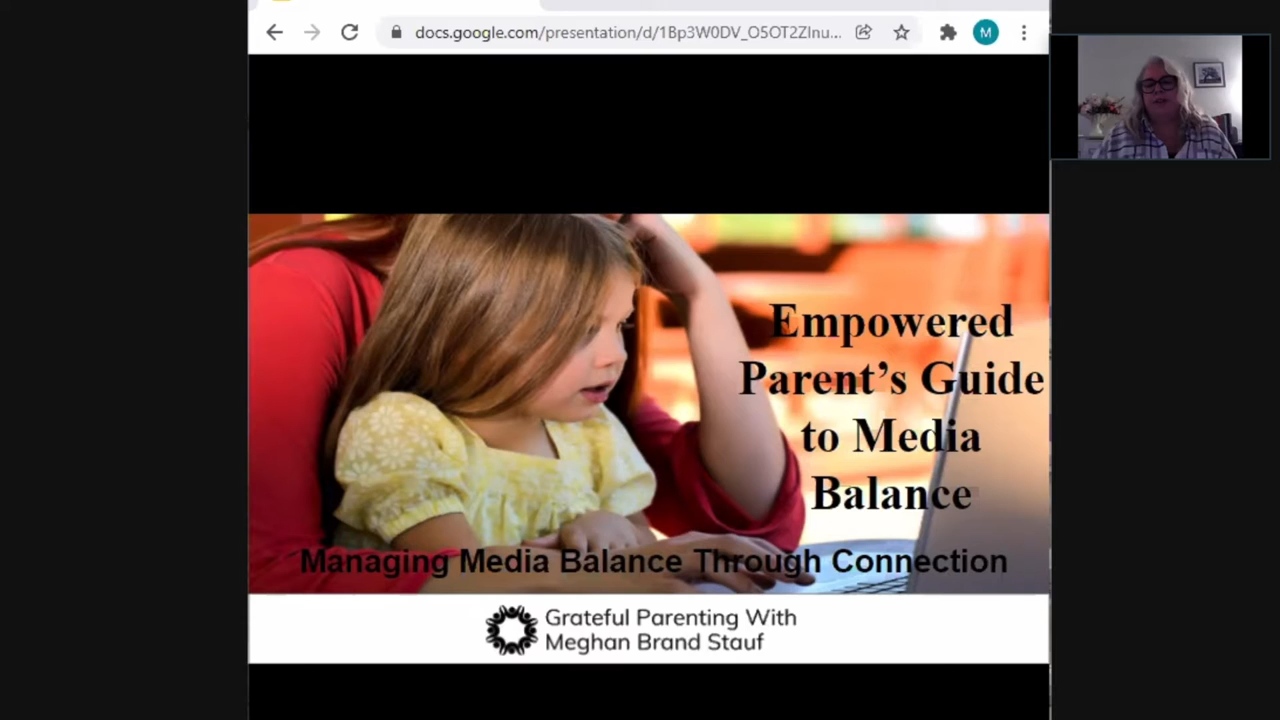 docs.google.com/presentation/d/1Bp3W0DV_O5OT2ZInu...
M
Empowered
Parent’s Guide
to Media
Balance
Managing Media Balance Through Connection
Grateful Parenting With
Meghan Brand Stauf